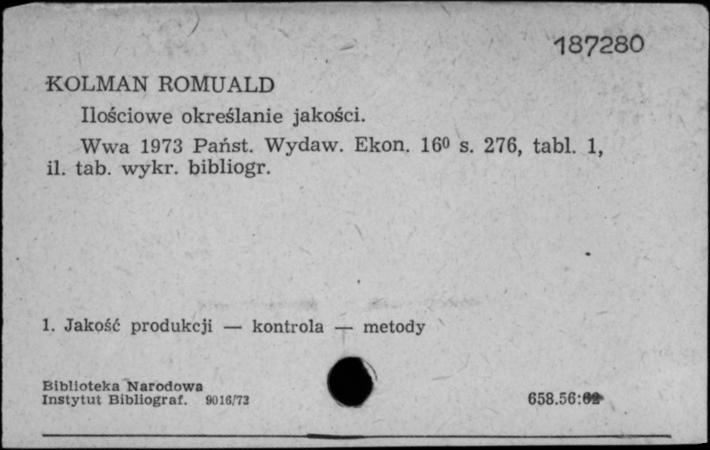 187280
KOLMAN ROMUALD
Ilościowe określanie jakości.
Wwa 1973 Państ. Wydaw. Ekon. 16⁰ s. 276, tabl. 1,
il. tab. wykr. bibliogr.
1. Jakość produkcji — kontrola — metody
Biblioteka Narodowa
Instytut Bibliograf. 9016/73
658.56: